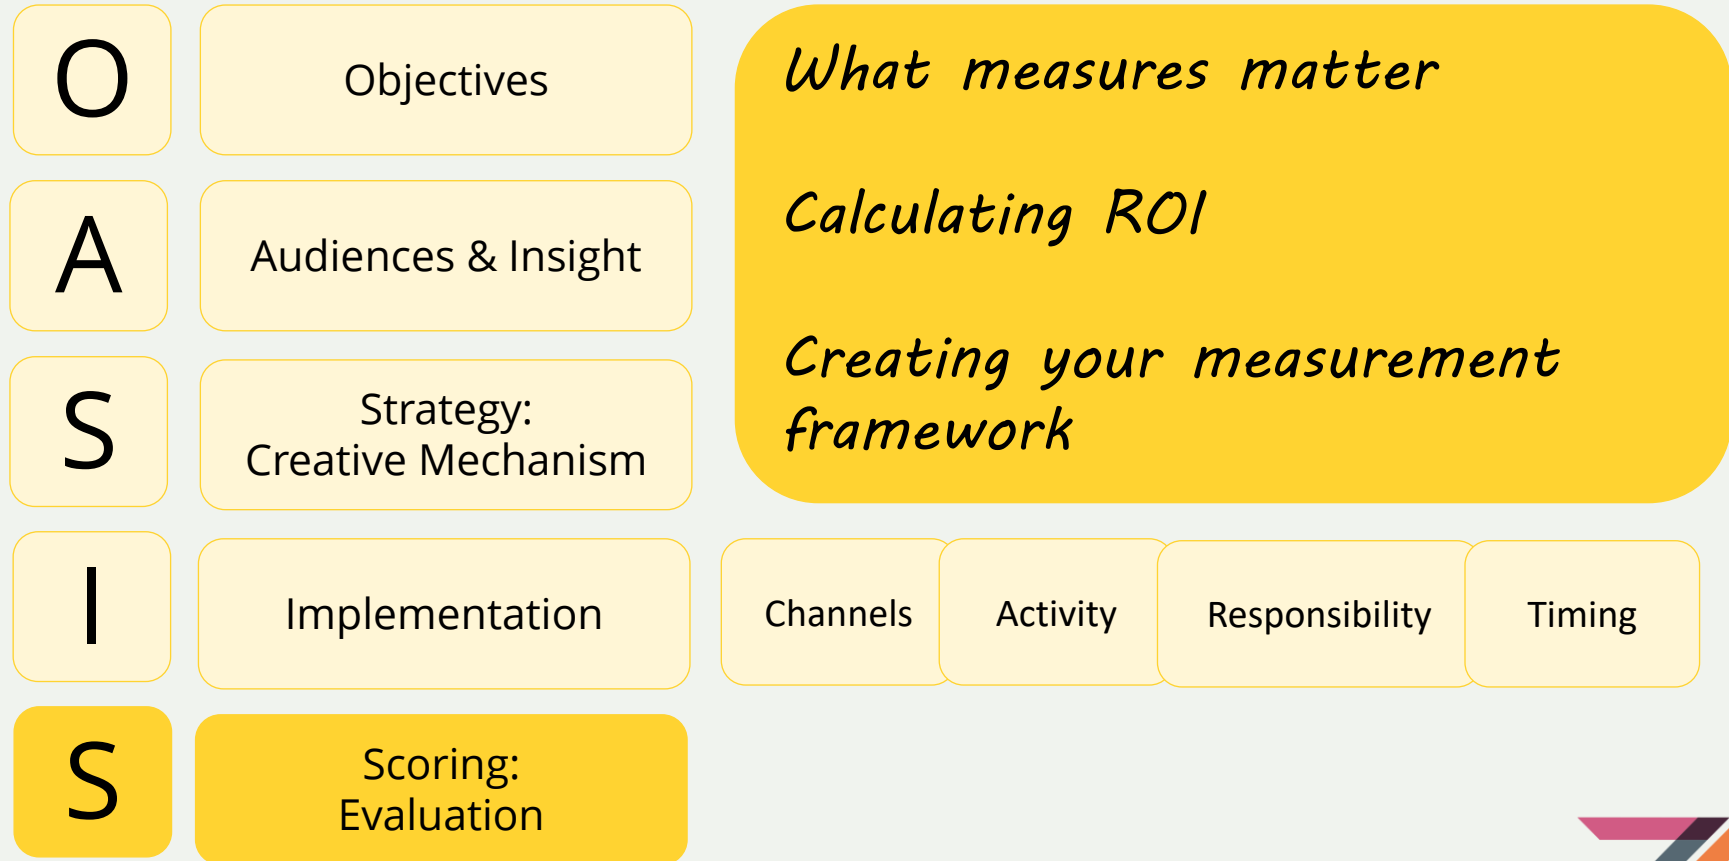 O
Objectives
A
Audiences & Insight
S
Strategy:
Creative Mechanism
I
Implementation
S
Scoring:
Evaluation
What measures matter
Calculating ROI
Creating your measurement
framework
Channels
Activity
Responsibility
Timing